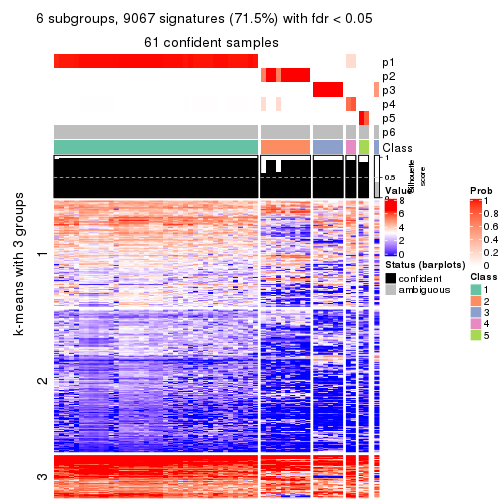 6 subgroups, 9067 signatures (71.5%) with fdr < 0.05
61 confident samples
p1
p2
p3
p4
p5
p6
Class
1
0.5
0
Silhouette
score
k-means with 3 groups
1
2
3
Value
8
6
4
2
0
Status (barplots)
confident
ambiguous
Prob
1
0.8
0.6
0.4
0.2
0
Class
1
2
3
4
5